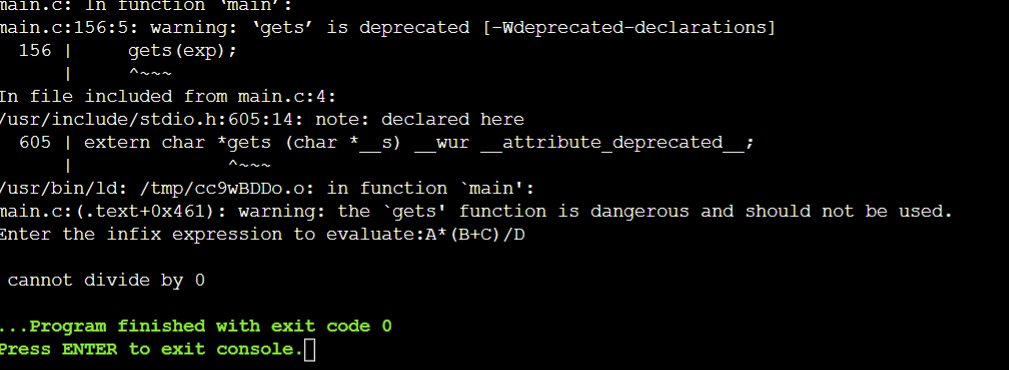 main.c: In function ‘main’:
main.c:156:5: warning: ‘gets’ is deprecated [-Wdeprecated-declarations]
  156 |     gets(exp);
      |     ^~~~
In file included from main.c:4:
/usr/include/stdio.h:605:14: note: declared here
  605 | extern char *gets (char *__s) __wur __attribute_deprecated__;
      |              ^~~~
/usr/bin/ld: /tmp/cc9wBDDo.o: in function `main':
main.c:(.text+0x461): warning: the `gets' function is dangerous and should not be used.
Enter the infix expression to evaluate:A*(B+C)/D
 cannot divide by 0
...Program finished with exit code 0
Press ENTER to exit console.